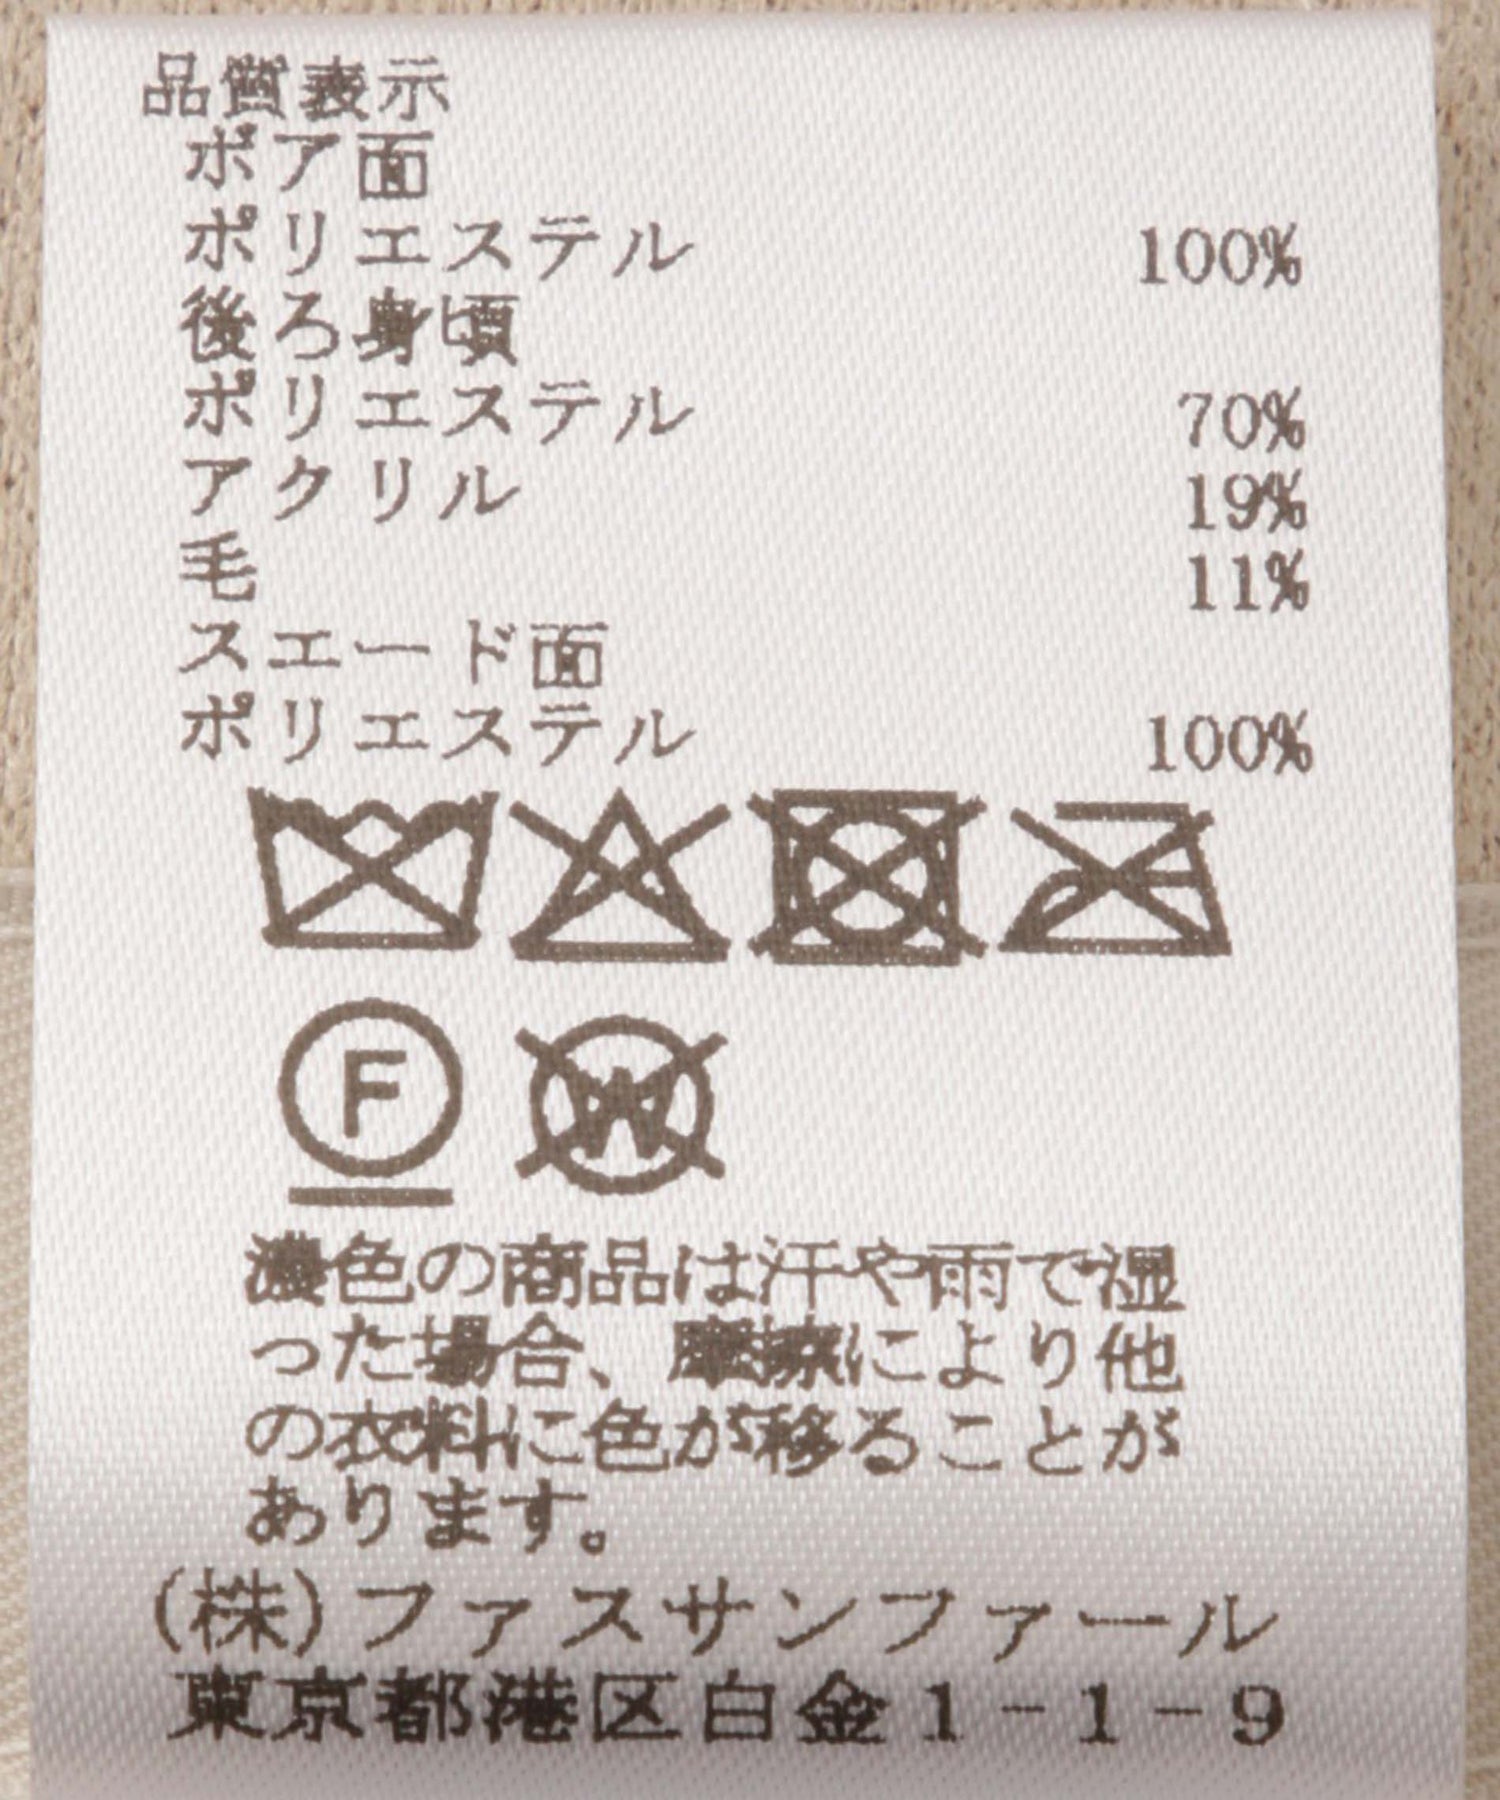 品質表示
ボア面
ポリエステル 100%
後ろ身頃
ポリエステル 70%
アクリル 19%
毛 11%
スエード面
ポリエステル 100%
F W
濃色の商品は汗や雨で湿
った場合、摩擦により他
の衣料に色が移ることが
あります。
(株)ファスサンファール
東京都港区白金1-1-9